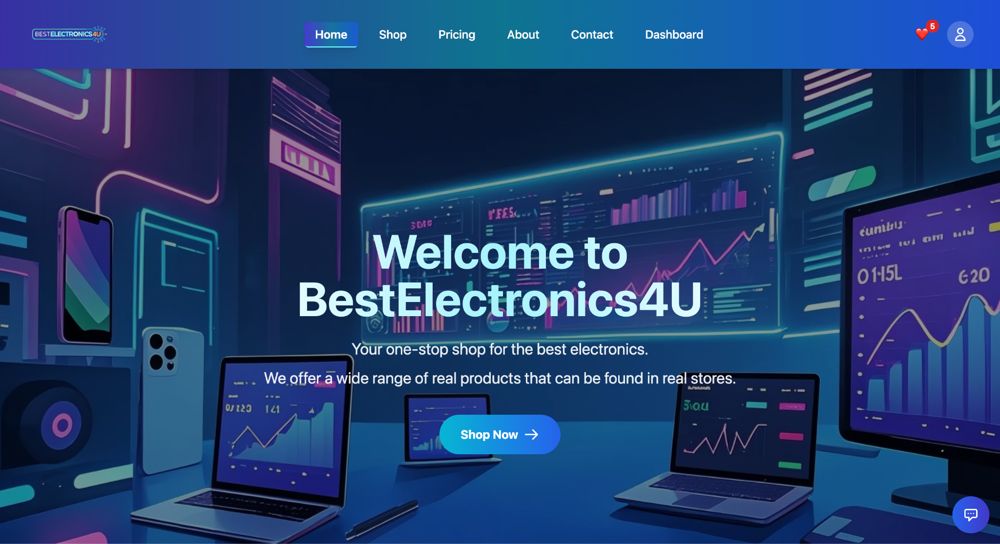 BESTELECTRONICS4U
Home
Shop
Pricing
About
Contact
Dashboard
5
Welcome to
BestElectronics4U
Your one-stop shop for the best electronics.
We offer a wide range of real products that can be found in real stores.
Shop Now
620